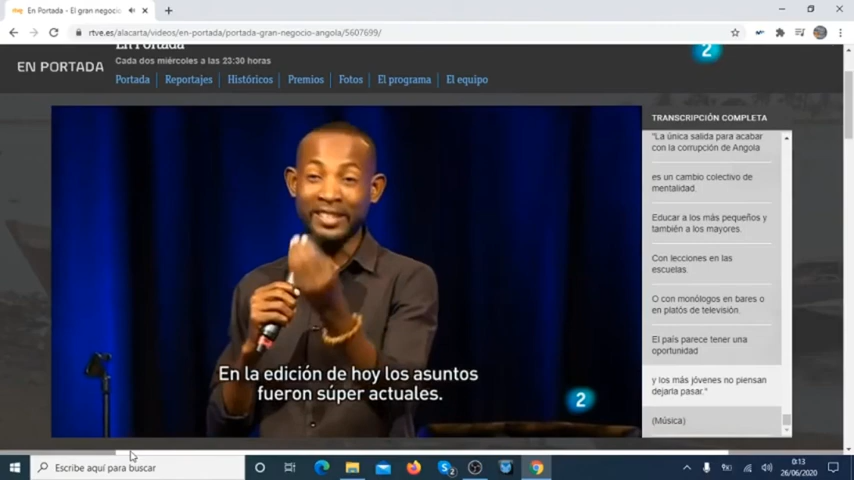 En Portada - El gran negocio
rtve.es/alacarta/videos/en-portada/portada-gran-negocio-angola/5607699/
En Portada
Cada dos miércoles a las 23:30 horas
2
EN PORTADA
Portada
Reportajes
Históricos
Premios
Fotos
El programa
El equipo
TRANSCRIPCIÓN COMPLETA
"La única salida para acabar
con la corrupción de Angola
es un cambio colectivo de
mentalidad.
Educar a los más pequeños y
también a los mayores.
Con lecciones en las
escuelas.
O con monólogos en bares o
en platós de televisión.
El país parece tener una
oportunidad
y los más jóvenes no piensan
dejarla pasar."
(Música)
En la edición de hoy los asuntos
fueron súper actuales.
2
Escribe aquí para buscar
0:13
26/06/2020